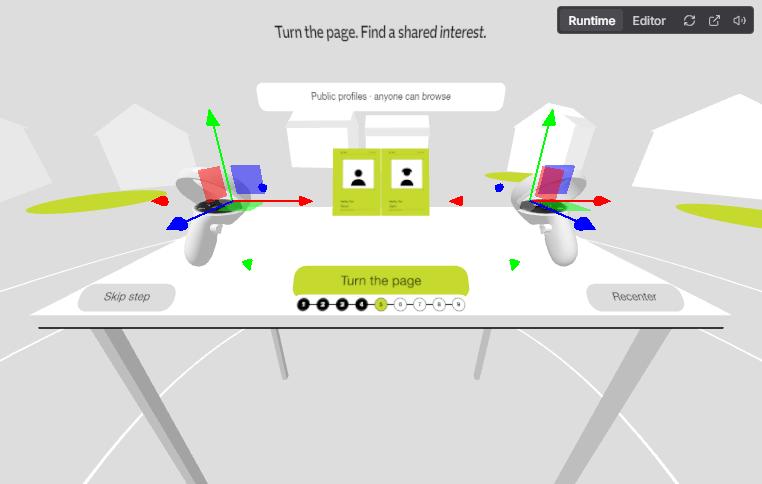 Runtime Editor
Turn the page. Find a shared interest.
Public profiles · anyone can browse
Turn the page
Skip step
1 2 3 4 5 6 7 8 9
Recenter